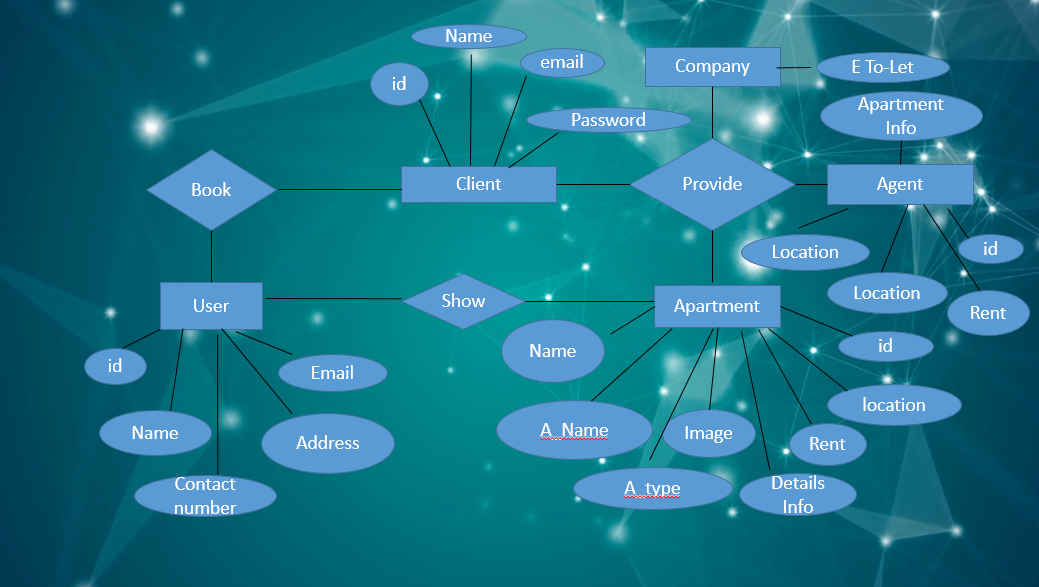 Name
email
id
Password
Company
E To-Let
Apartment
Info
Book
Client
Provide
Agent
Location
id
Location
Rent
User
Show
Apartment
Name
id
id
Email
location
Name
Address
A_Name
Image
Rent
Contact
number
A_type
Details
Info